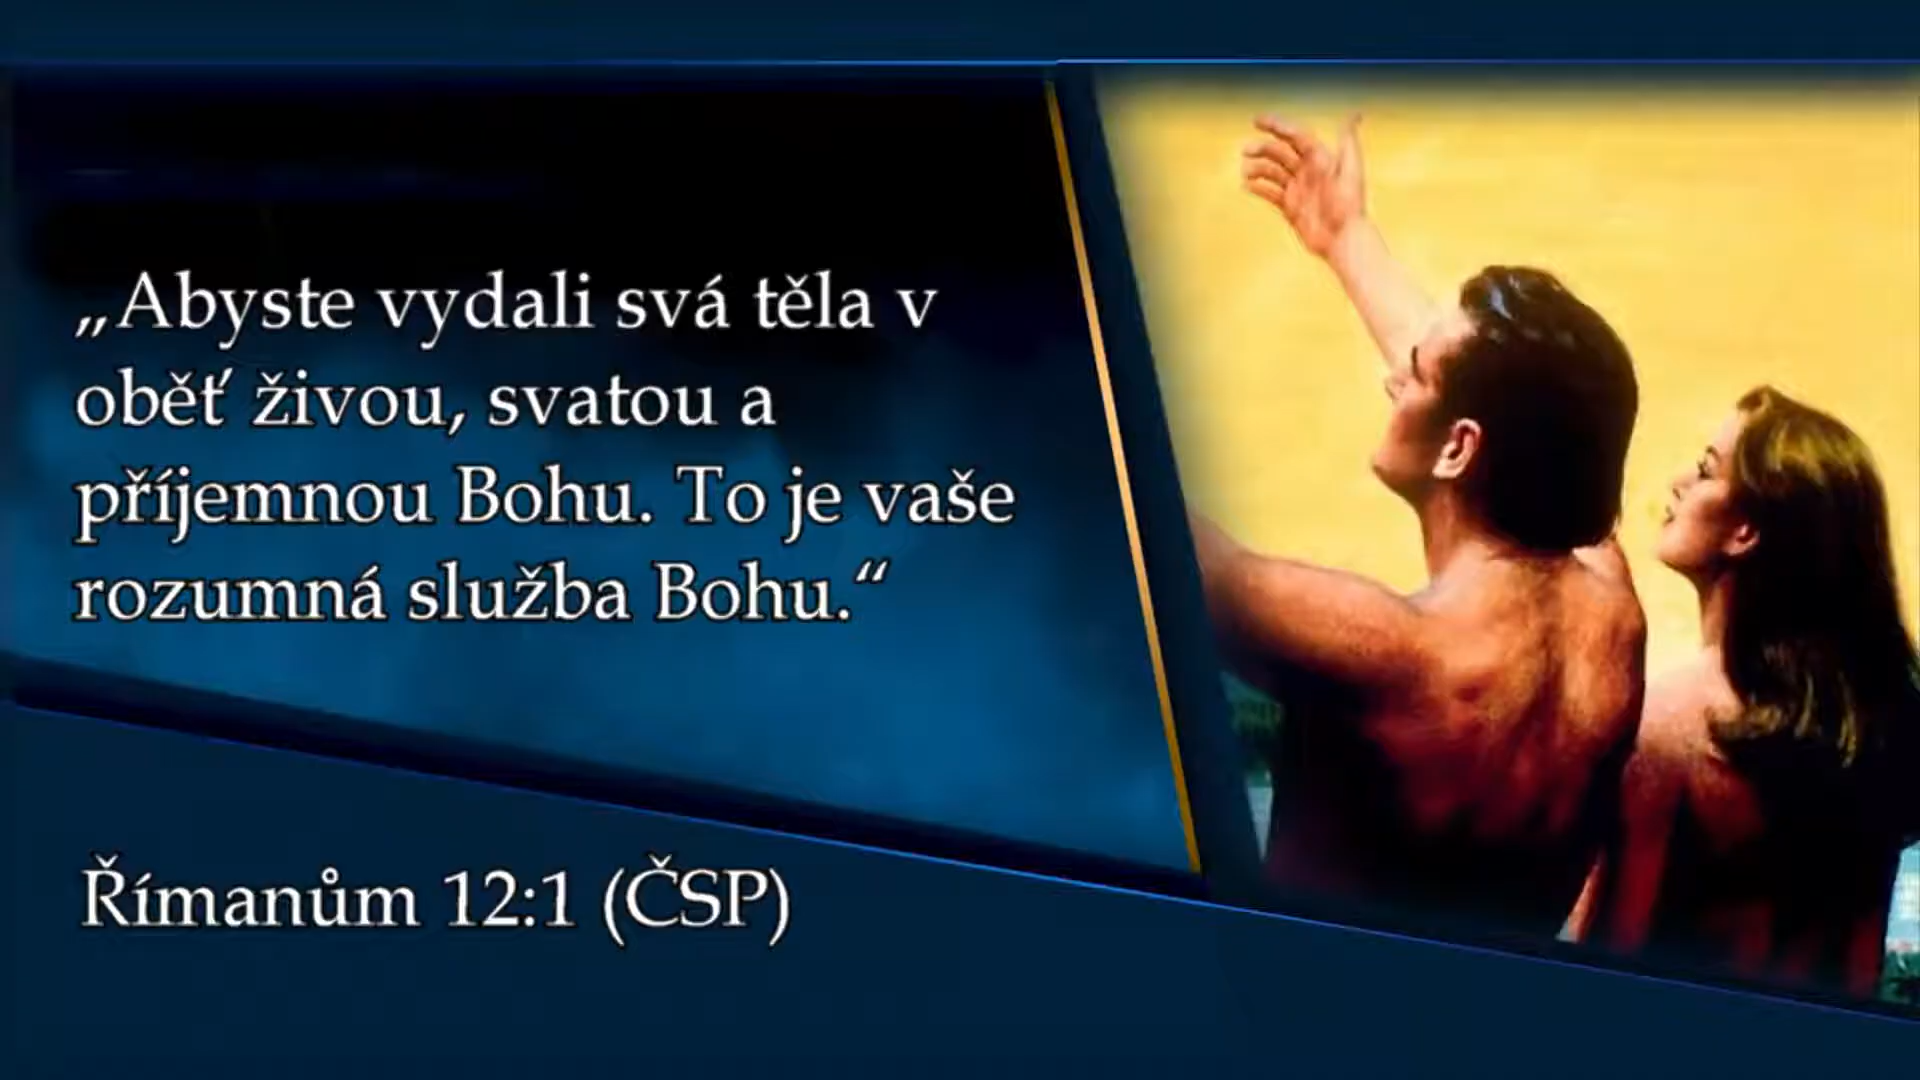 „Abyste vydali svá těla v
oběť živou, svatou a
příjemnou Bohu. To je vaše
rozumná služba Bohu.“
Římanům 12:1 (ČSP)